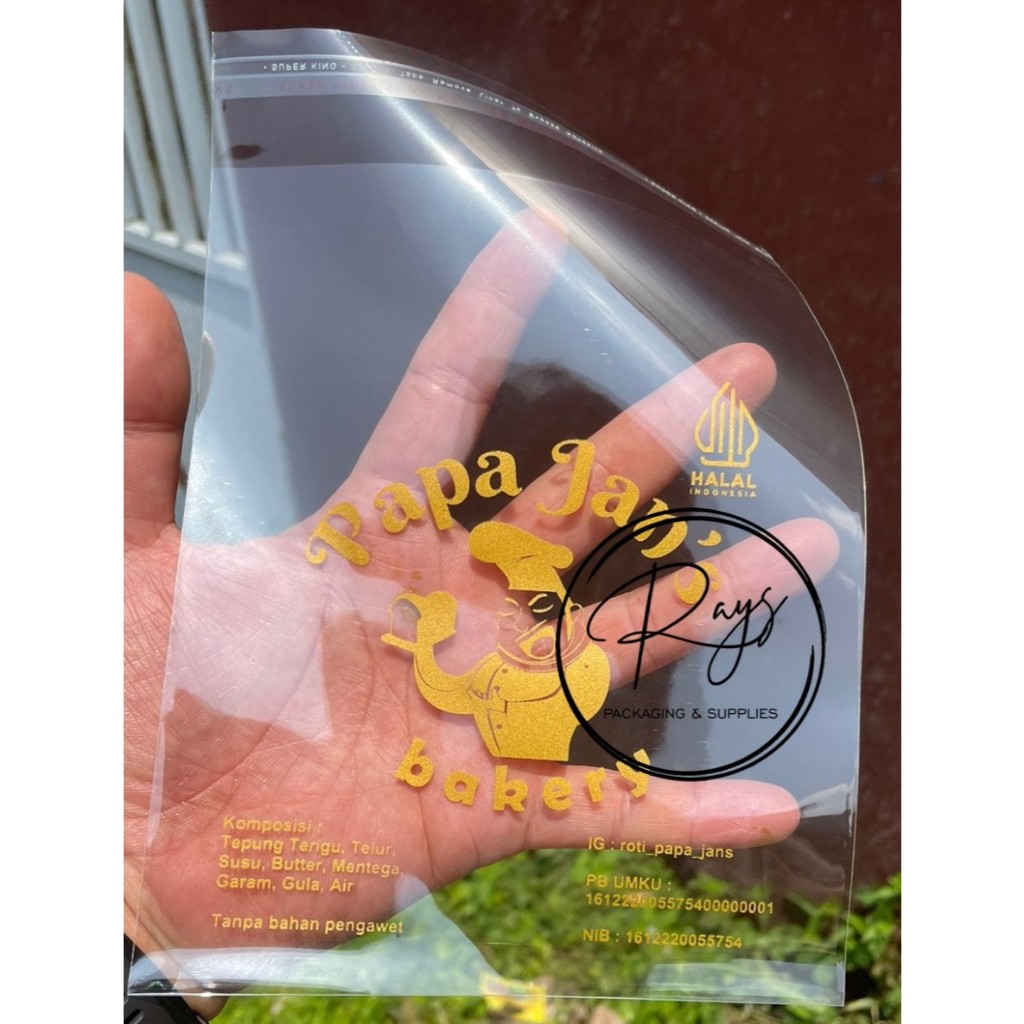 • SUPER KING •
HALAL
INDONESIA
Papa Jan's
Rays
PACKAGING & SUPPLIES
bakery
Komposisi :
Tepung Terigu, Telur,
Susu, Butter, Mentega,
Garam, Gula, Air
Tanpa bahan pengawet
IG : roti_papa_jans
PB UMKU :
161222005575400000001
NIB : 1612220055754